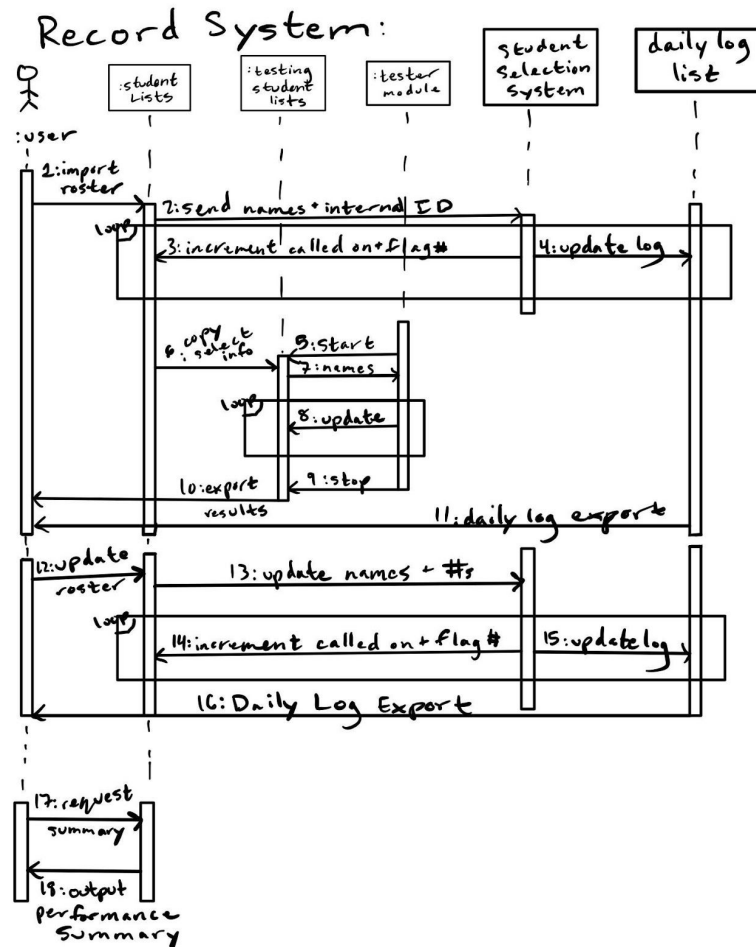 Record System:
:user
:student
Lists
:testing
student
lists
:tester
module
student
selection
system
daily log
list
1:import
roster
2:send names + internal ID
loop
3:increment called on + flag #
4:update log
5:start
6:copy
select
info
7:names
loop
8:update
9:stop
10:export
results
11:daily log export
12:update
roster
13:update names + #s
loop
14:increment called on + flag #
15:update log
16:Daily Log Export
17:request
summary
18:output
performance
summary